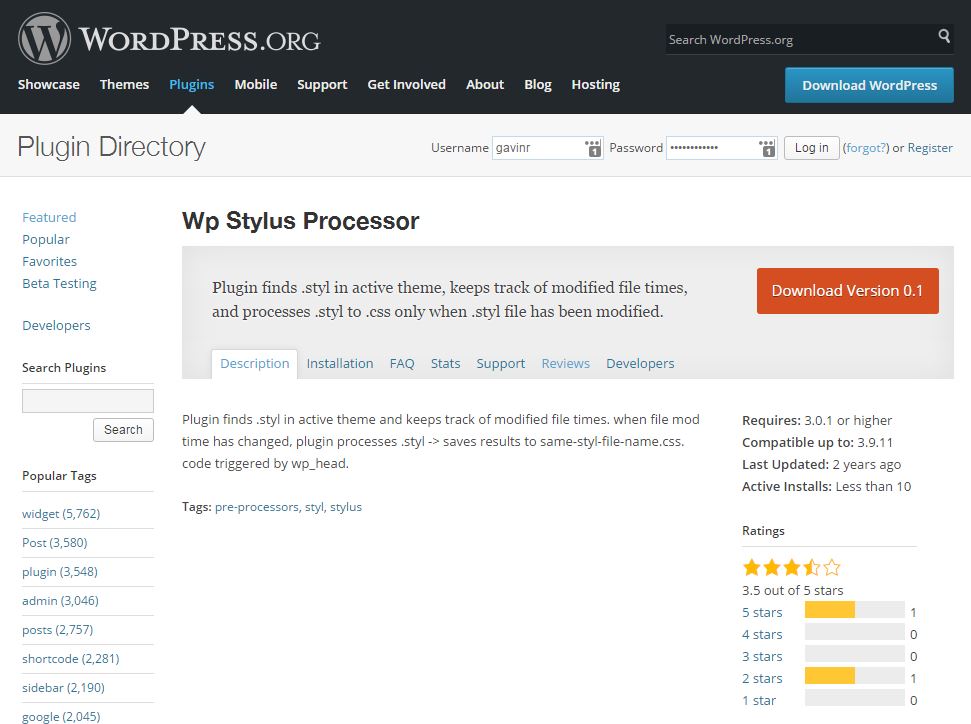 WORDPRESS.ORG
Search WordPress.org
Showcase Themes Plugins Mobile Support Get Involved About Blog Hosting
Download WordPress
Plugin Directory
Username gavinr 1 Password •••••••••••• 1 Log in (forgot?) or Register
Featured
Popular
Favorites
Beta Testing
Developers
Search Plugins
Search
Popular Tags
widget (5,762)
Post (3,580)
plugin (3,548)
admin (3,046)
posts (2,757)
shortcode (2,281)
sidebar (2,190)
google (2,045)
Wp Stylus Processor
Plugin finds .styl in active theme, keeps track of modified file times,
and processes .styl to .css only when .styl file has been modified.
Download Version 0.1
Description Installation FAQ Stats Support Reviews Developers
Plugin finds .styl in active theme and keeps track of modified file times. when file mod
time has changed, plugin processes .styl -> saves results to same-styl-file-name.css.
code triggered by wp_head.
Tags: pre-processors, styl, stylus
Requires: 3.0.1 or higher
Compatible up to: 3.9.11
Last Updated: 2 years ago
Active Installs: Less than 10
Ratings
3.5 out of 5 stars
5 stars 1
4 stars 0
3 stars 0
2 stars 1
1 star 0